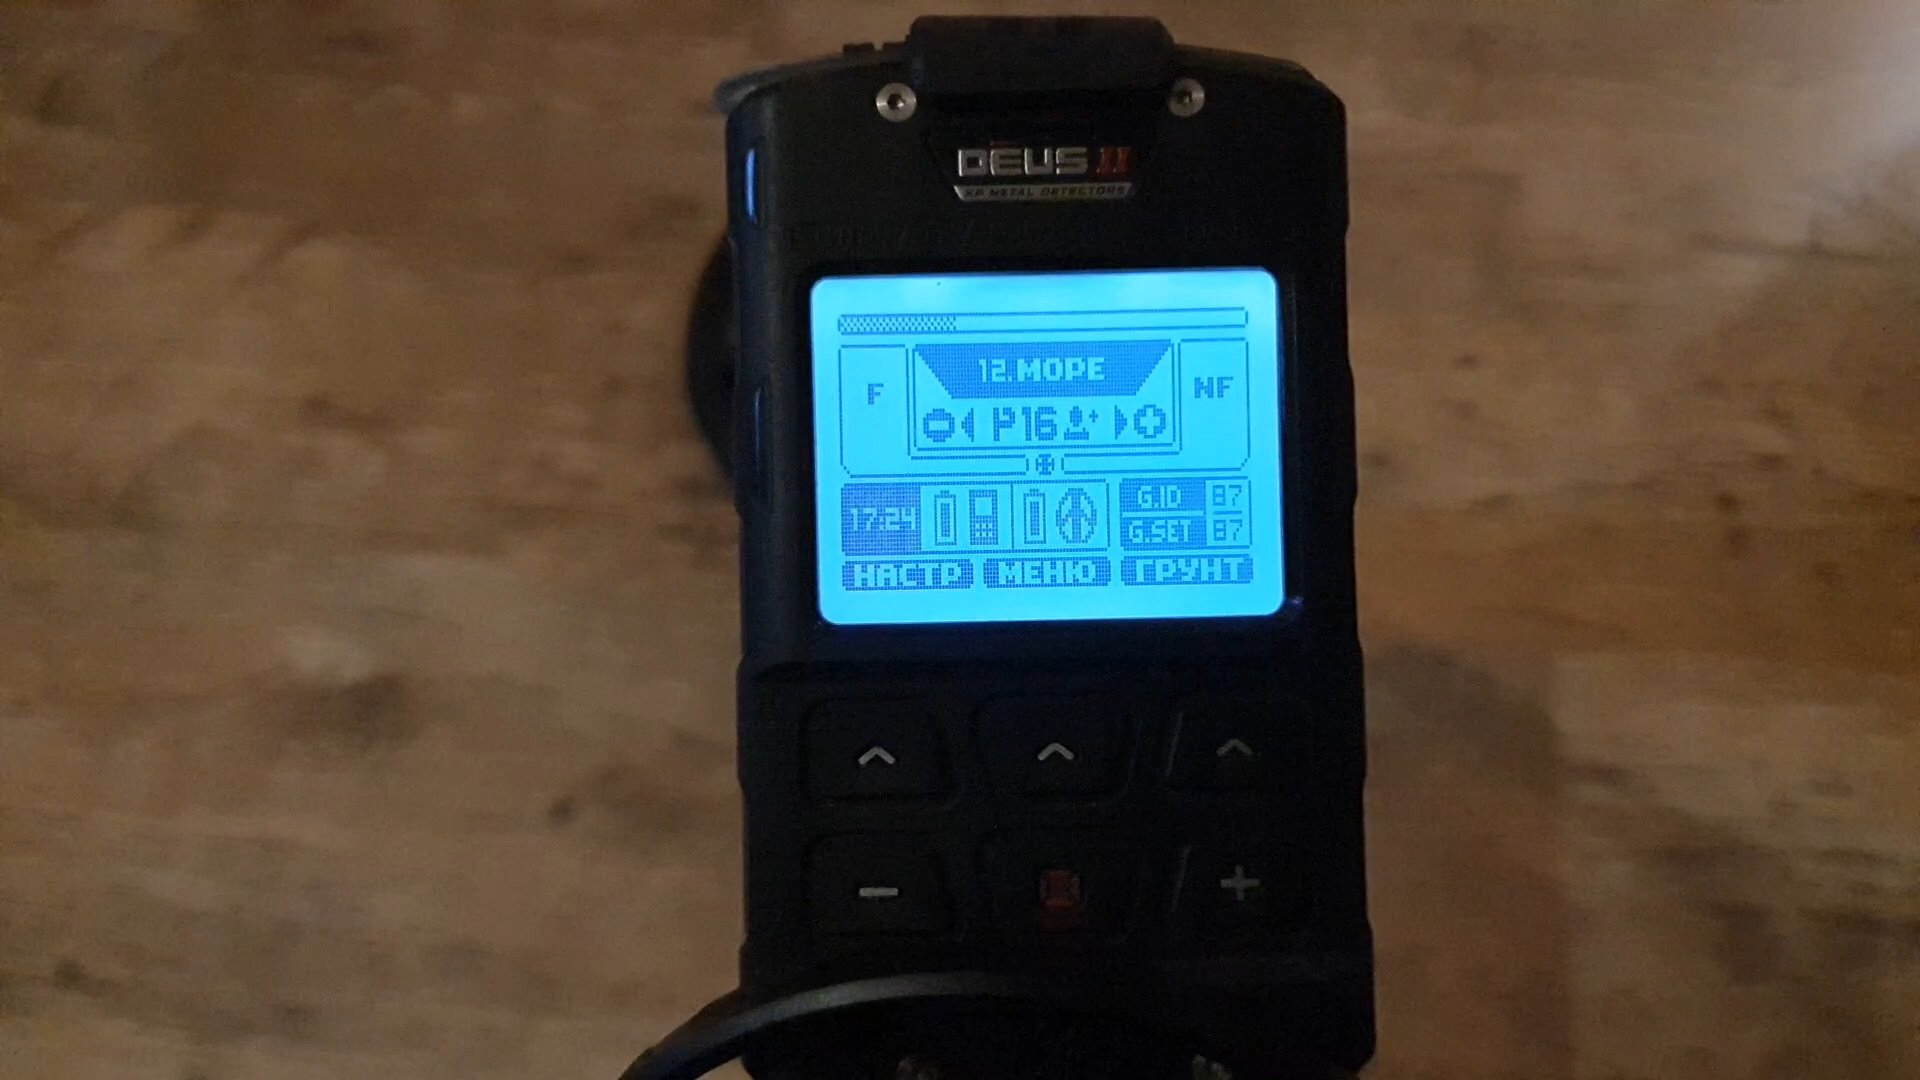 DEUS II
XP METAL DETECTORS
12.МОРЕ
F
NF
P16
17:24
G.ID 87
G.SET 87
НАСТР МЕНЮ ГРУНТ